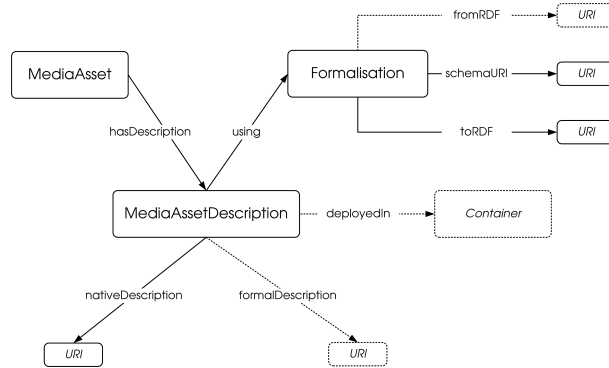 fromRDF
URI
MediaAsset
Formalisation
schemaURI
URI
hasDescription
using
toRDF
URI
MediaAssetDescription
deployedIn
Container
nativeDescription
formalDescription
URI
URI